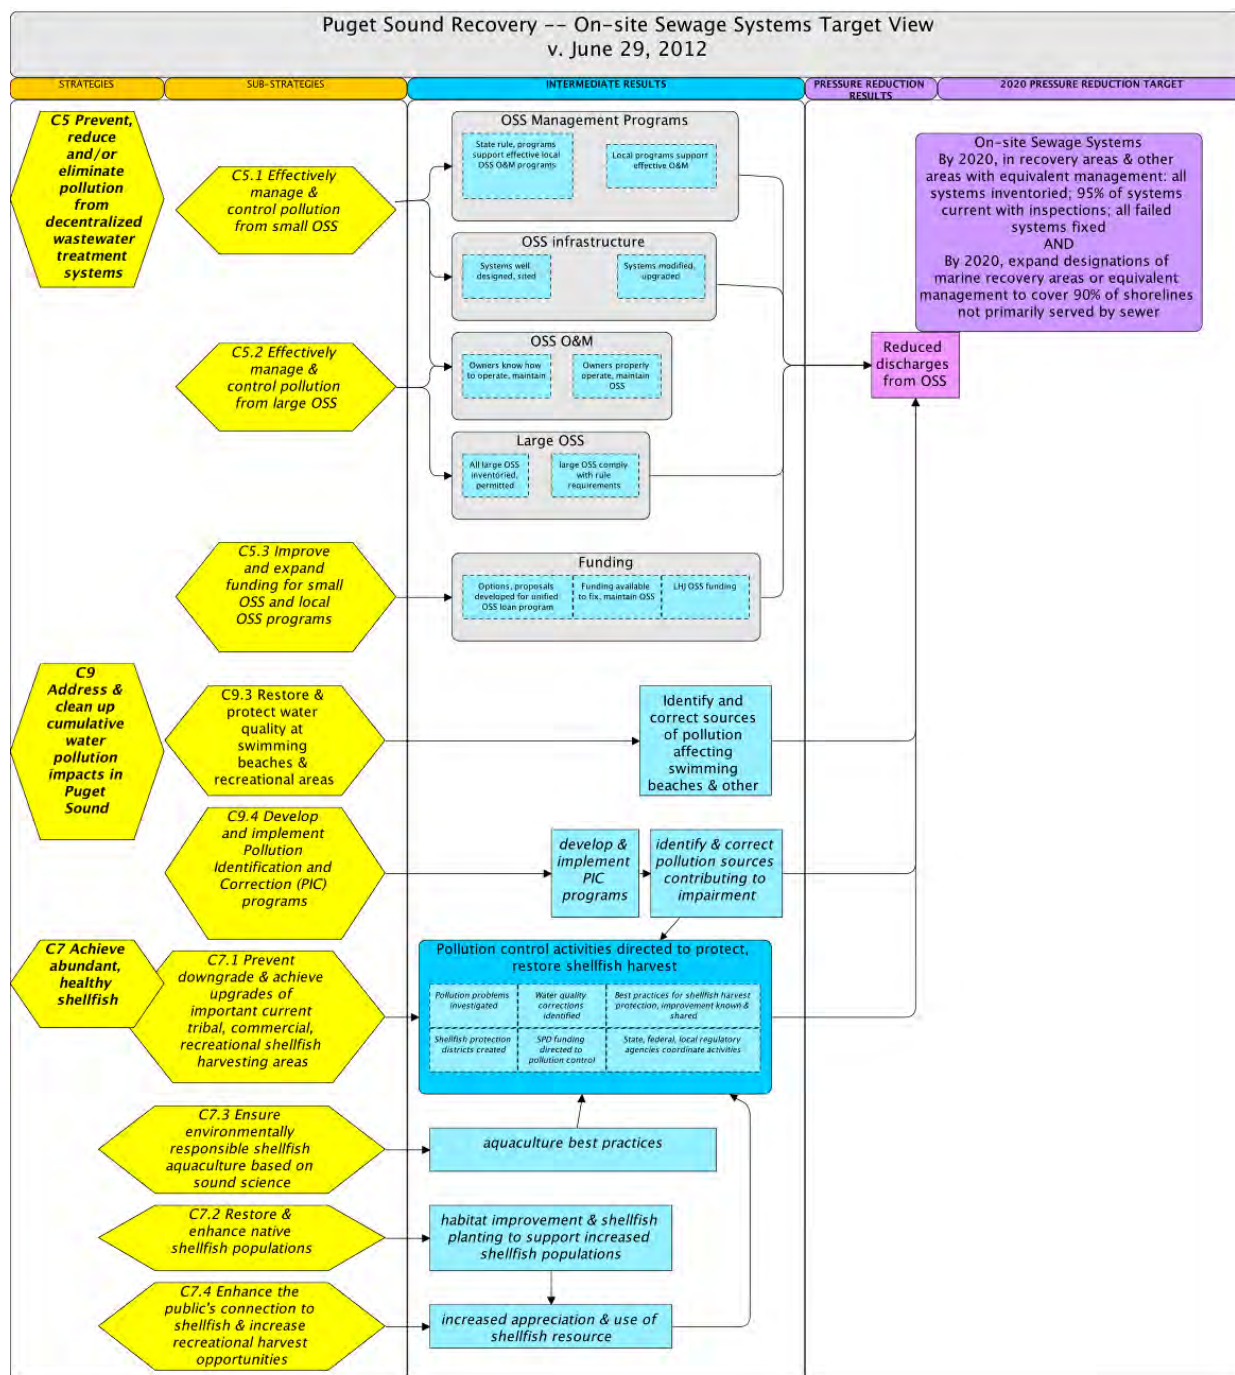 Puget Sound Recovery -- On-site Sewage Systems Target View
v. June 29, 2012
STRATEGIES
SUB-STRATEGIES
INTERMEDIATE RESULTS
PRESSURE REDUCTION
RESULTS
2020 PRESSURE REDUCTION TARGET
C5 Prevent,
reduce
and/or
eliminate
pollution
from
decentralized
wastewater
treatment
systems
C5.1 Effectively
manage &
control pollution
from small OSS
OSS Management Programs
State rule, programs
support effective local
OSS O&M programs
Local programs support
effective O&M
OSS infrastructure
Systems well
designed, sited
Systems modified,
upgraded
On-site Sewage Systems
By 2020, in recovery areas & other
areas with equivalent management: all
systems inventoried; 95% of systems
current with inspections; all failed
systems fixed
AND
By 2020, expand designations of
marine recovery areas or equivalent
management to cover 90% of shorelines
not primarily served by sewer
C5.2 Effectively
manage &
control pollution
from large OSS
OSS O&M
Owners know how
to operate, maintain
Owners properly
operate, maintain
OSS
Reduced
discharges
from OSS
Large OSS
All large OSS
inventoried,
permitted
large OSS comply
with rule
requirements
C5.3 Improve
and expand
funding for small
OSS and local
OSS programs
Funding
Options, proposals
developed for unified
OSS loan program
Funding available
to fix, maintain OSS
LHJ OSS funding
C9
Address &
clean up
cumulative
water
pollution
impacts in
Puget
Sound
C9.3 Restore &
protect water
quality at
swimming
beaches &
recreational areas
Identify and
correct sources
of pollution
affecting
swimming
beaches & other
C9.4 Develop
and implement
Pollution
Identification and
Correction (PIC)
programs
develop &
implement
PIC
programs
identify & correct
pollution sources
contributing to
impairment
C7 Achieve
abundant,
healthy
shellfish
C7.1 Prevent
downgrade & achieve
upgrades of
important current
tribal, commercial,
recreational shellfish
harvesting areas
Pollution control activities directed to protect,
restore shellfish harvest
Pollution problems
investigated
Water quality
corrections
identified
Best practices for shellfish harvest
protection, improvement known &
shared
Shellfish protection
districts created
SPD funding
directed to
pollution control
State, federal, local regulatory
agencies coordinate activities
C7.3 Ensure
environmentally
responsible shellfish
aquaculture based on
sound science
aquaculture best practices
C7.2 Restore &
enhance native
shellfish populations
habitat improvement & shellfish
planting to support increased
shellfish populations
C7.4 Enhance the
public's connection to
shellfish & increase
recreational harvest
opportunities
increased appreciation & use of
shellfish resource